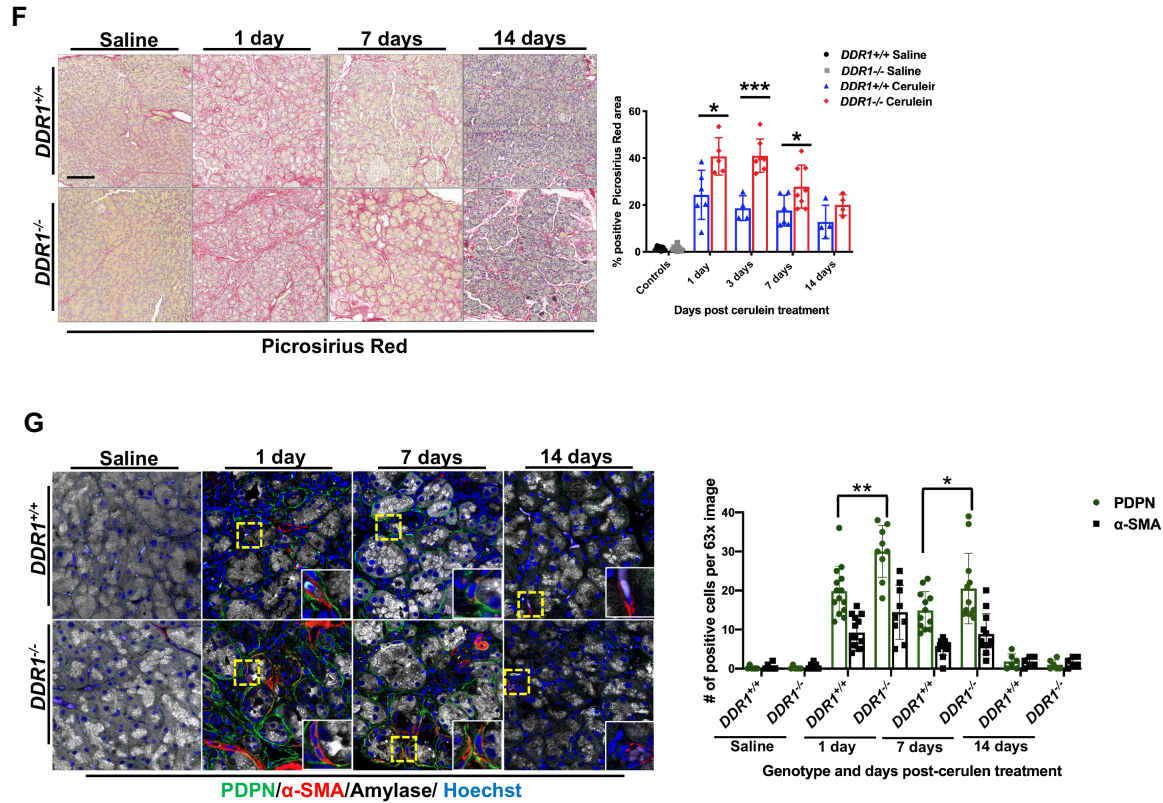 F
Saline 1 day 7 days 14 days
DDR1+/+
DDR1-/-
Picrosirius Red
DDR1+/+ Saline
DDR1-/- Saline
DDR1+/+ Cerulein
DDR1-/- Cerulein
% positive Picrosirius Red area
60
40
20
0
* *** *
Controls 1 day 3 days 7 days 14 days
Days post cerulein treatment
G
Saline 1 day 7 days 14 days
DDR1+/+
DDR1-/-
PDPN/α-SMA/Amylase/ Hoechst
# of positive cells per 63x image
40
30
20
10
0
** *
PDPN
α-SMA
DDR1+/+ DDR1-/- DDR1+/+ DDR1-/- DDR1+/+ DDR1-/- DDR1+/+ DDR1-/-
Saline 1 day 7 days 14 days
Genotype and days post-cerulen treatment